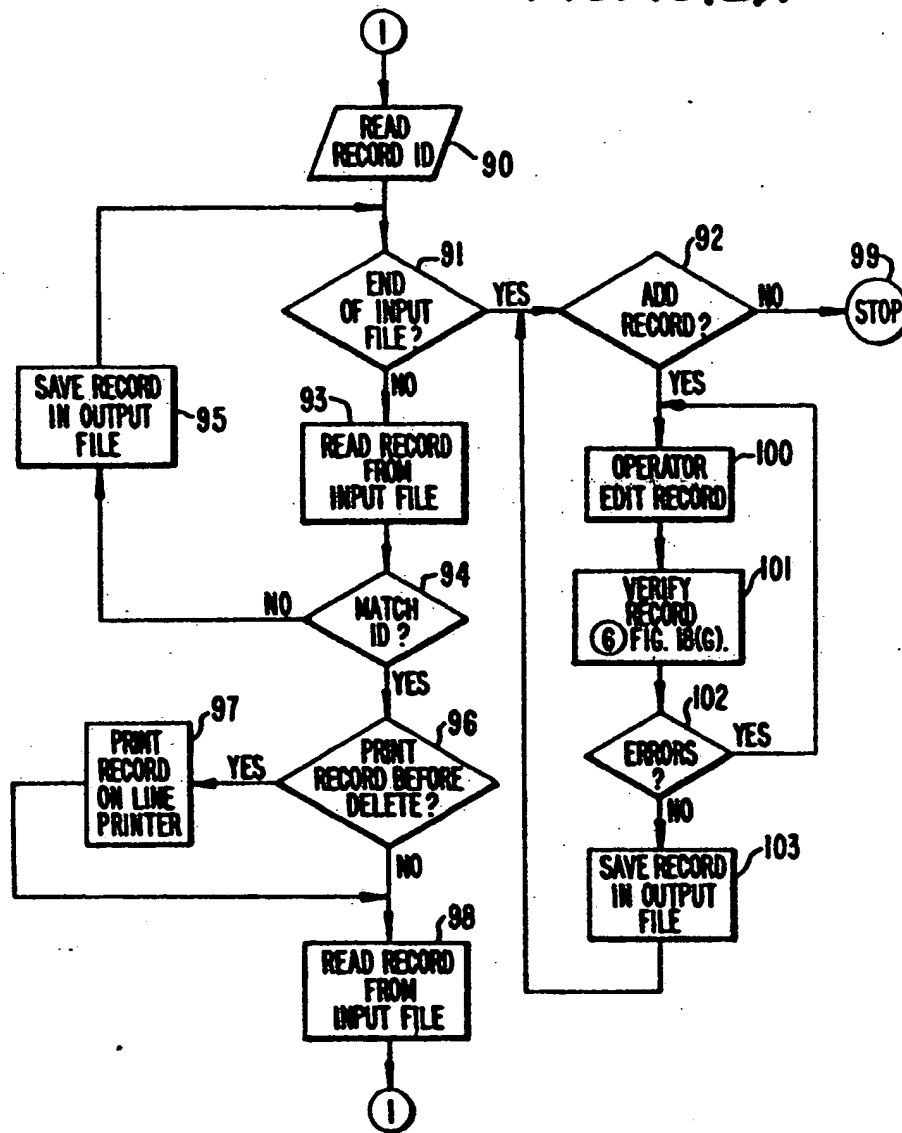 1
READ
RECORD ID
90
91
END
OF INPUT
FILE?
YES
NO
92
ADD
RECORD?
NO
YES
99
STOP
SAVE RECORD
IN OUTPUT
FILE
95
93
READ RECORD
FROM
INPUT FILE
100
OPERATOR
EDIT RECORD
94
MATCH
ID?
NO
YES
101
VERIFY
RECORD
6 FIG. 18(G).
97
PRINT
RECORD
ON LINE
PRINTER
96
PRINT
RECORD BEFORE
DELETE?
YES
NO
102
ERRORS
?
YES
NO
103
SAVE RECORD
IN OUTPUT
FILE
98
READ RECORD
FROM
INPUT FILE
1